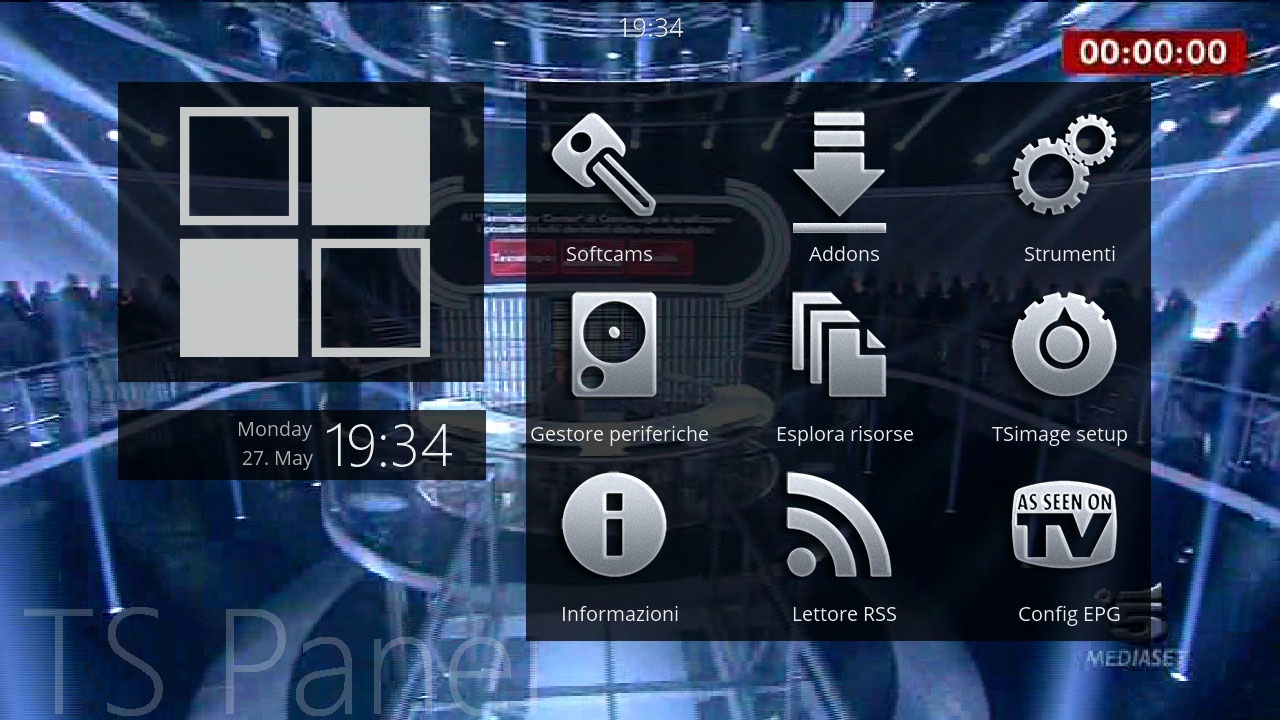 19:34
00:00:00
Softcams
Addons
Strumenti
Gestore periferiche
Esplora risorse
TSimage setup
Monday
27. May
19:34
AS SEEN ON
TV
Informazioni
Lettore RSS
Config EPG
5
MEDIASET
TS Panel